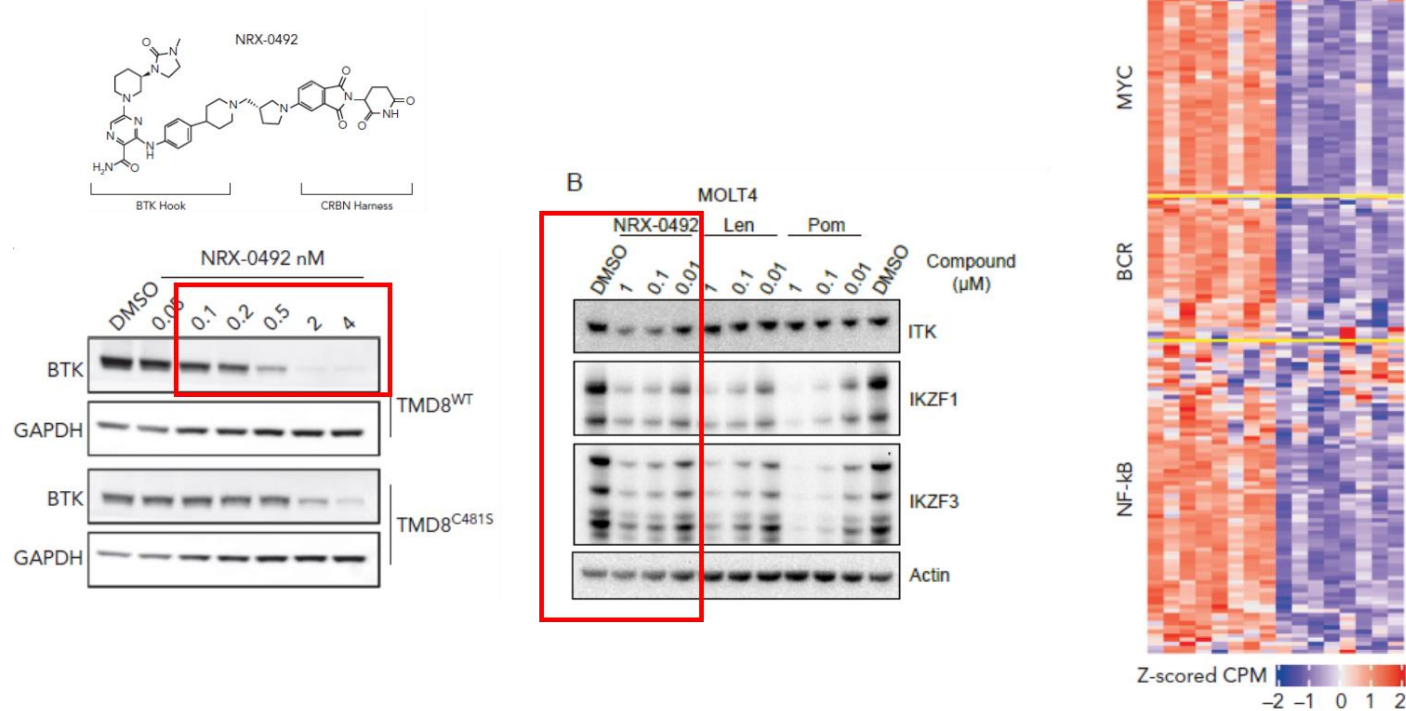 NRX-0492
O
N
N
O
N
N
N
N
N
N
H
H₂N
O
N
N
O
O
N
O
O
NH
BTK Hook
CRBN Harness
NRX-0492 nM
DMSO 0.05 0.1 0.2 0.5 2 4
BTK
GAPDH
TMD8WT
BTK
GAPDH
TMD8C481S
B
MOLT4
NRX-0492 Len Pom
DMSO 1 0.1 0.01 1 0.1 0.01 1 0.1 0.01 DMSO
Compound
(µM)
ITK
IKZF1
IKZF3
Actin
MYC
BCR
NF-kB
Z-scored CPM
–2 –1 0 1 2